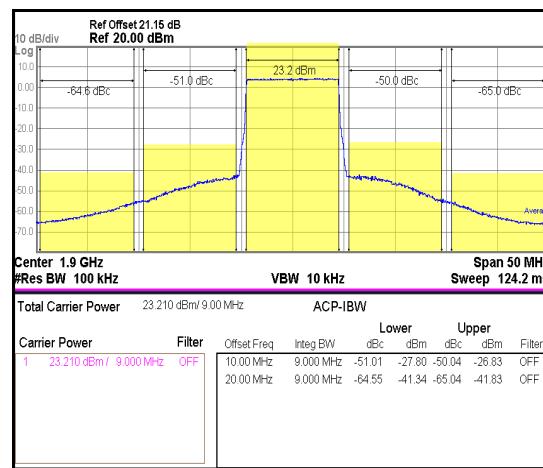 Ref Offset 21.15 dB
10 dB/div Ref 20.00 dBm
Log
10.0
0.00
-10.0
-20.0
-30.0
-40.0
-50.0
-60.0
-70.0
-64.6 dBc
-51.0 dBc
23.2 dBm
-50.0 dBc
-65.0 dBc
Avera
Center 1.9 GHz Span 50 MH
#Res BW 100 kHz VBW 10 kHz Sweep 124.2 m
Total Carrier Power 23.210 dBm/ 9.00 MHz ACP-IBW
Lower Upper
Carrier Power Filter Offset Freq Integ BW dBc dBm dBc dBm Filter
1 23.210 dBm / 9.000 MHz OFF 10.00 MHz 9.000 MHz -51.01 -27.80 -50.04 -26.83 OFF
20.00 MHz 9.000 MHz -64.55 -41.34 -65.04 -41.83 OFF